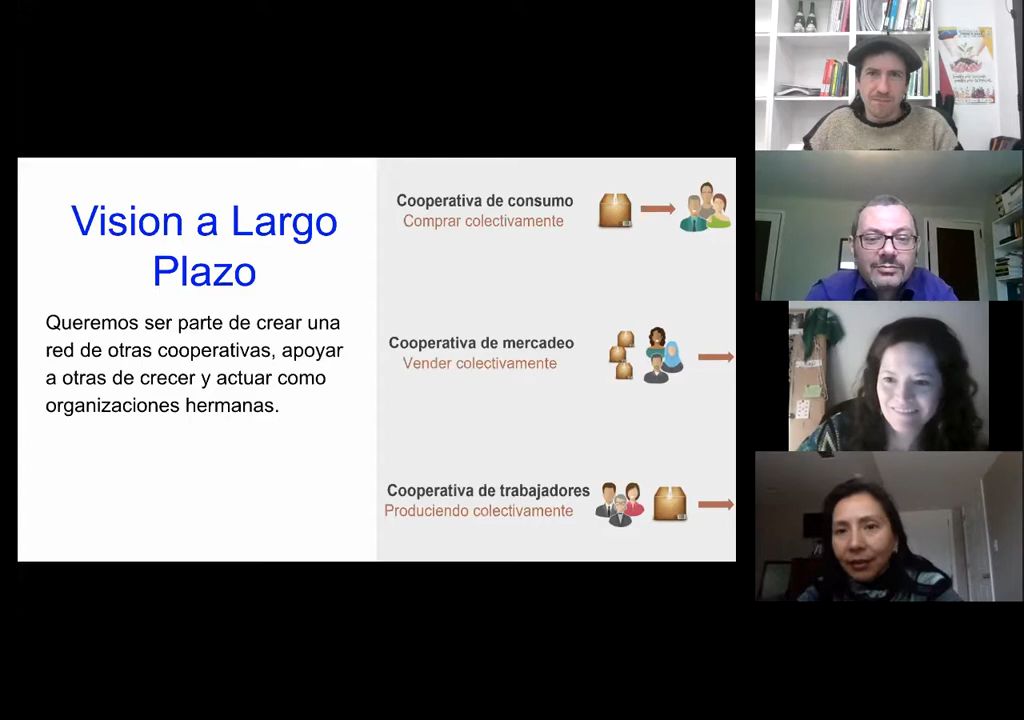 Vision a Largo
Plazo
Queremos ser parte de crear una
red de otras cooperativas, apoyar
a otras de crecer y actuar como
organizaciones hermanas.
Cooperativa de consumo
Comprar colectivamente
Cooperativa de mercadeo
Vender colectivamente
Cooperativa de trabajadores
Produciendo colectivamente